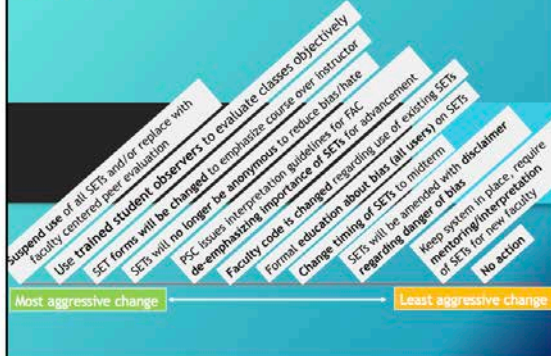 Suspend use of all SETs and/or replace with
faculty centered peer evaluation
Use trained student observers to evaluate classes objectively
SET forms will be changed to emphasize course over instructor
SETs will no longer be anonymous to reduce bias/hate
PSC issues interpretation guidelines for FAC
de-emphasizing importance of SETs for advancement
Faculty code is changed regarding use of existing SETs
Formal education about bias (all users) on SETs
Change timing of SETs to midterm
SETs will be amended with disclaimer
regarding danger of bias
Keep system in place, require
mentoring/interpretation
of SETs for new faculty
No action
Most aggressive change
Least aggressive change